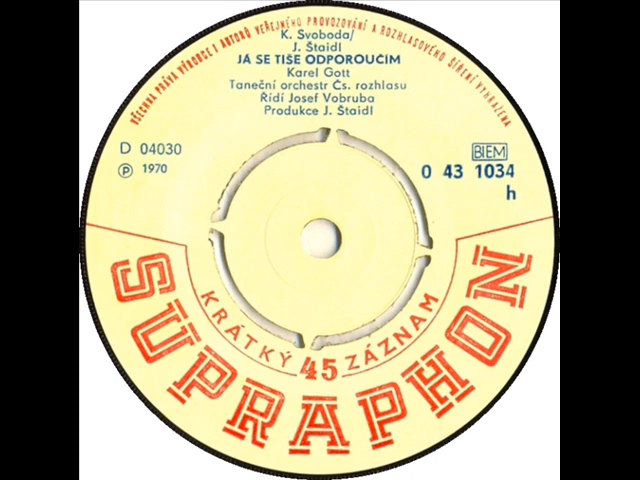 VŠECHNA PRÁVA VÝROBCE I AUTORŮ VEŘEJNÉHO PROVOZOVÁNÍ A ROZHLASOVÉHO ŠÍŘENÍ VYHRAZENA
K. Svoboda/
J. Štaidl
JÁ SE TIŠE ODPOROUČÍM
Karel Gott
Taneční orchestr Čs. rozhlasu
Řídí Josef Vobruba
Produkce J. Štaidl
D 04030
BIEM
Ⓟ 1970
0 43 1034
h
KRÁTKÝ 45 ZÁZNAM
SUPRAPHON